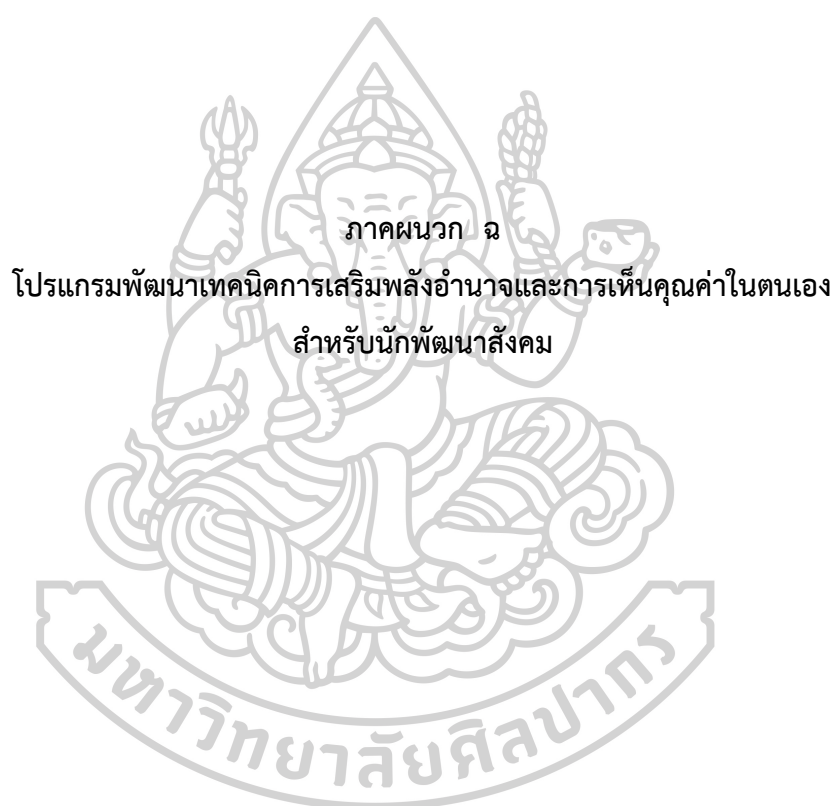 ภาคผนวก ฉ
โปรแกรมพัฒนาเทคนิคการเสริมพลังอำนาจและการเห็นคุณค่าในตนเอง
สำหรับนักพัฒนาสังคม
มหาวิทยาลัยศิลปากร